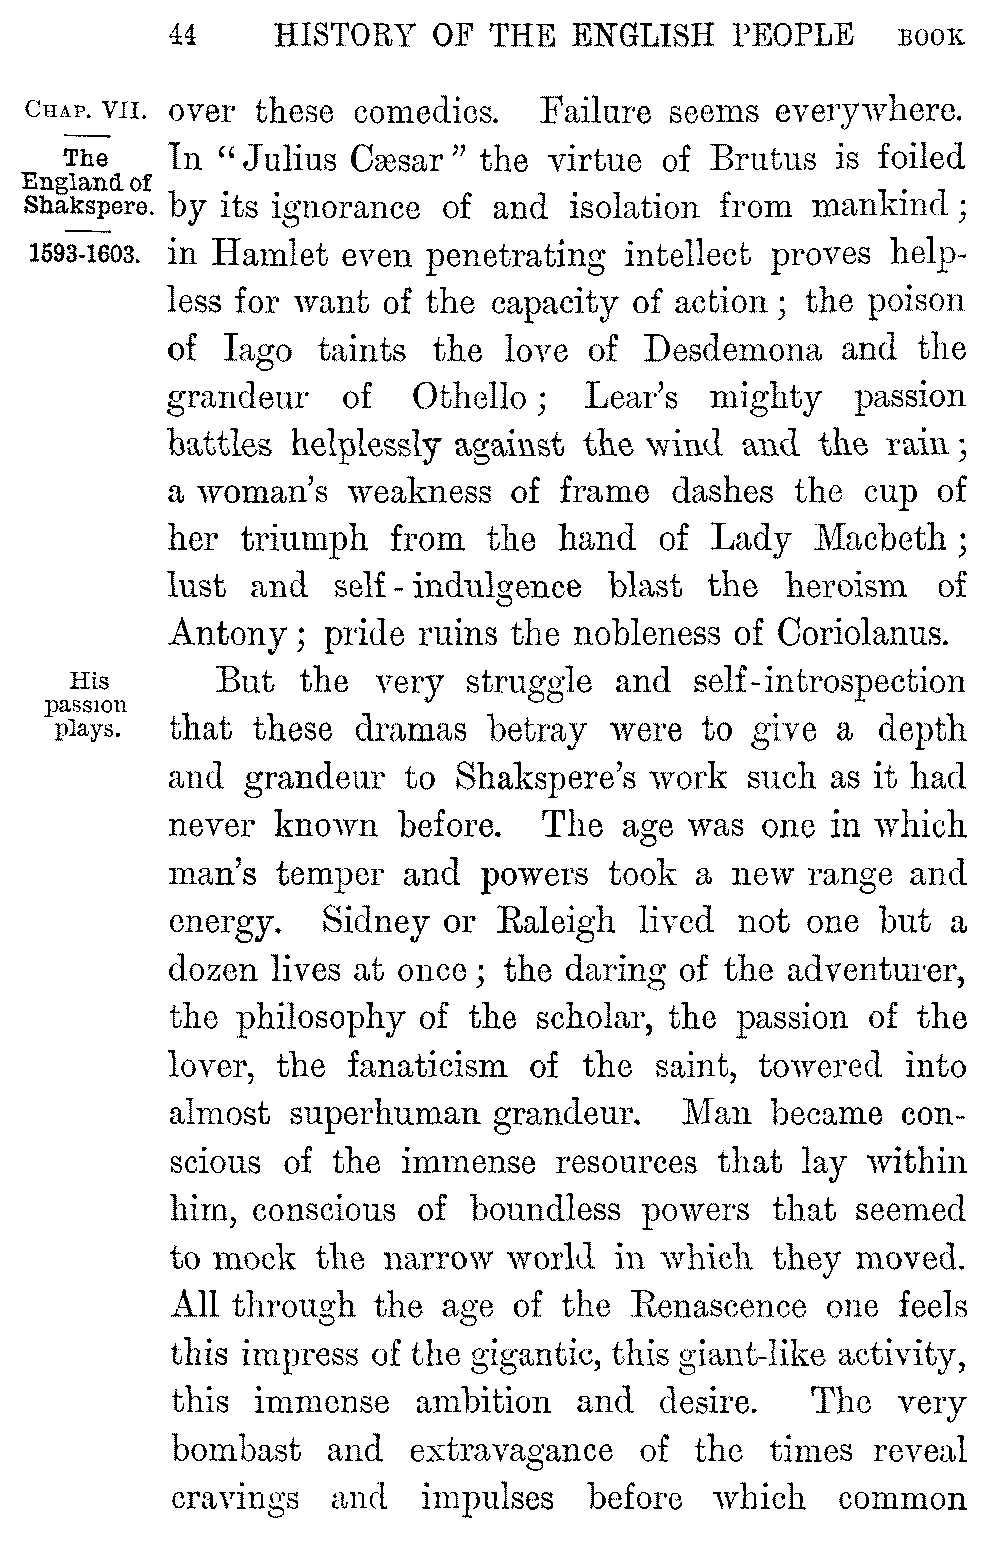 44 HISTORY OF THE ENGLISH PEOPLE BOOK
CHAP. VII.
The
England of
Shakspere.
1593-1603.
over these comedies. Failure seems everywhere.
In “Julius Cæsar” the virtue of Brutus is foiled
by its ignorance of and isolation from mankind;
in Hamlet even penetrating intellect proves help-
less for want of the capacity of action; the poison
of Iago taints the love of Desdemona and the
grandeur of Othello; Lear's mighty passion
battles helplessly against the wind and the rain;
a woman's weakness of frame dashes the cup of
her triumph from the hand of Lady Macbeth;
lust and self-indulgence blast the heroism of
Antony; pride ruins the nobleness of Coriolanus.
His
passion
plays.
But the very struggle and self-introspection
that these dramas betray were to give a depth
and grandeur to Shakspere's work such as it had
never known before. The age was one in which
man's temper and powers took a new range and
energy. Sidney or Raleigh lived not one but a
dozen lives at once; the daring of the adventurer,
the philosophy of the scholar, the passion of the
lover, the fanaticism of the saint, towered into
almost superhuman grandeur. Man became con-
scious of the immense resources that lay within
him, conscious of boundless powers that seemed
to mock the narrow world in which they moved.
All through the age of the Renascence one feels
this impress of the gigantic, this giant-like activity,
this immense ambition and desire. The very
bombast and extravagance of the times reveal
cravings and impulses before which common